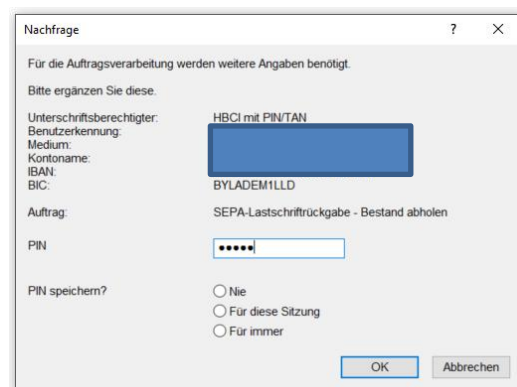 Nachfrage
Für die Auftragsverarbeitung werden weitere Angaben benötigt.
Bitte ergänzen Sie diese.
Unterschriftsberechtigter: HBCI mit PIN/TAN
Benutzerkennung:
Medium:
Kontoname:
IBAN:
BIC: BYLADEM1LLD
Auftrag: SEPA-Lastschriftrückgabe - Bestand abholen
PIN •••••
PIN speichern? Nie
Für diese Sitzung
Für immer
OK Abbrechen